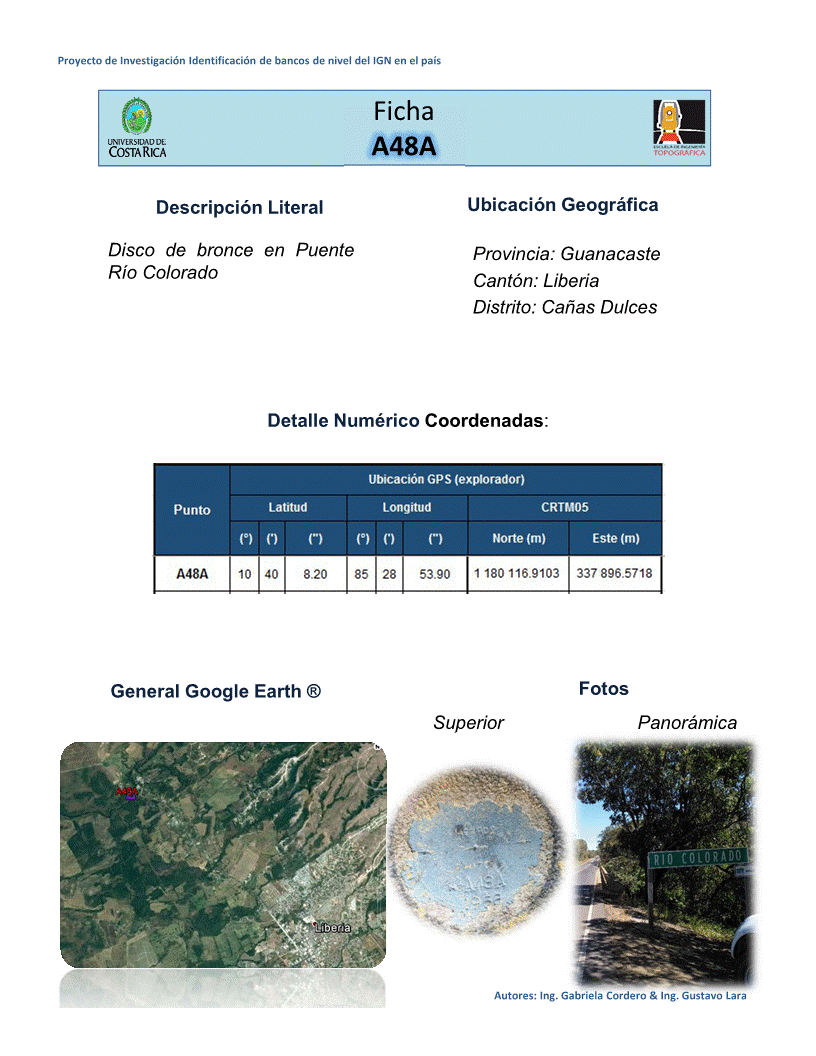 Proyecto de Investigación Identificación de bancos de nivel del IGN en el país
Ficha
A48A
UNIVERSIDAD DE
COSTA RICA
ESCUELA DE INGENIERÍA
TOPOGRÁFICA
Descripción Literal
Disco de bronce en Puente
Río Colorado
Ubicación Geográfica
Provincia: Guanacaste
Cantón: Liberia
Distrito: Cañas Dulces
Detalle Numérico Coordenadas:
Punto
Ubicación GPS (explorador)
Latitud Longitud CRTM05
(°) (') (") (°) (') (") Norte (m) Este (m)
A48A 10 40 8.20 85 28 53.90 1 180 116.9103 337 896.5718
General Google Earth ®
Fotos
Superior
Panorámica
A48A
Liberia
RIO COLORADO
Autores: Ing. Gabriela Cordero & Ing. Gustavo Lara